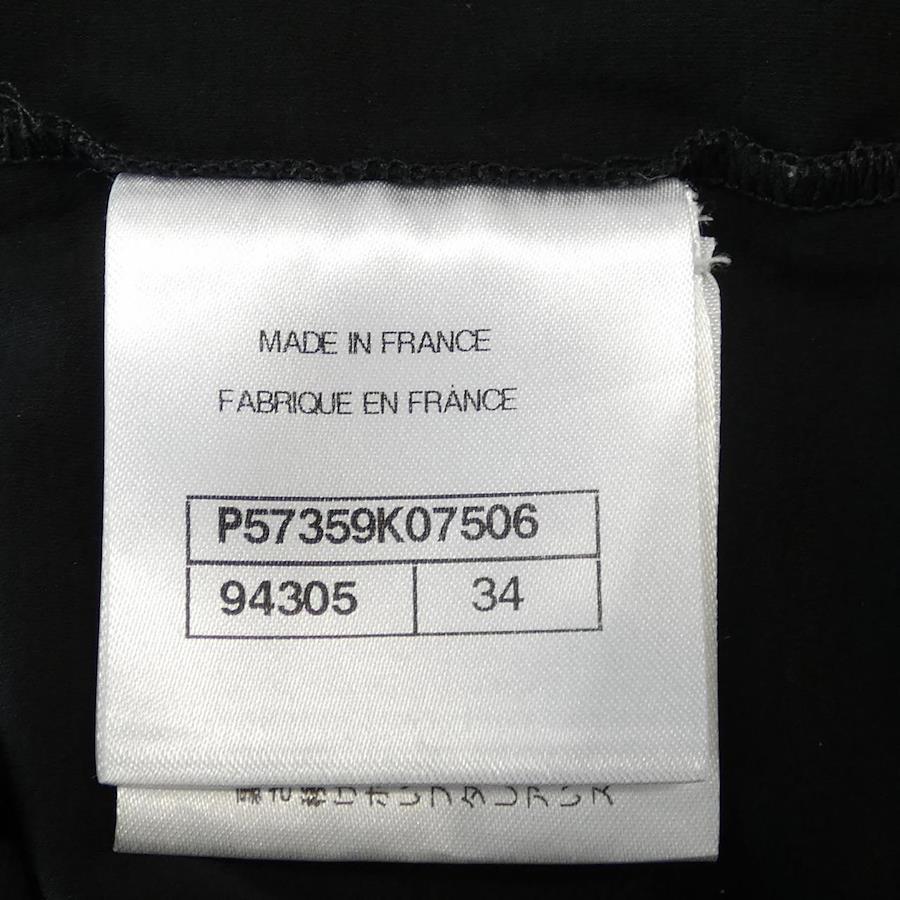 MADE IN FRANCE
FABRIQUE EN FRANCE
P57359K07506
94305 34